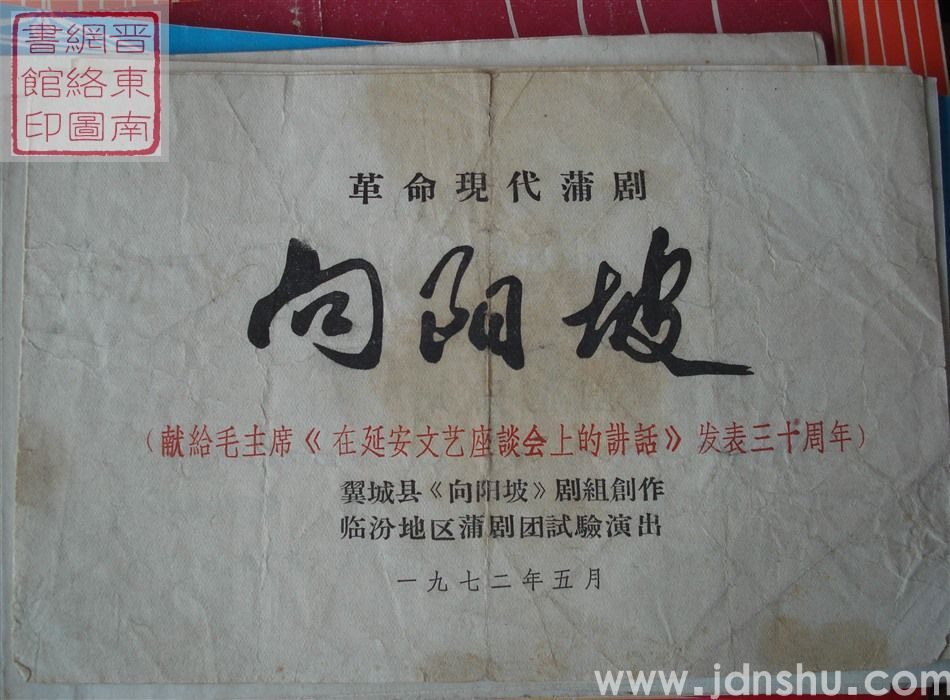 晋東南
網絡圖
書館印
革命現代蒲剧
向阳坡
（献給毛主席《在延安文艺座談会上的讲話》发表三十周年）
翼城县《向阳坡》剧組創作
临汾地区蒲剧团試驗演出
一九七二年五月
www.jdnshu.com